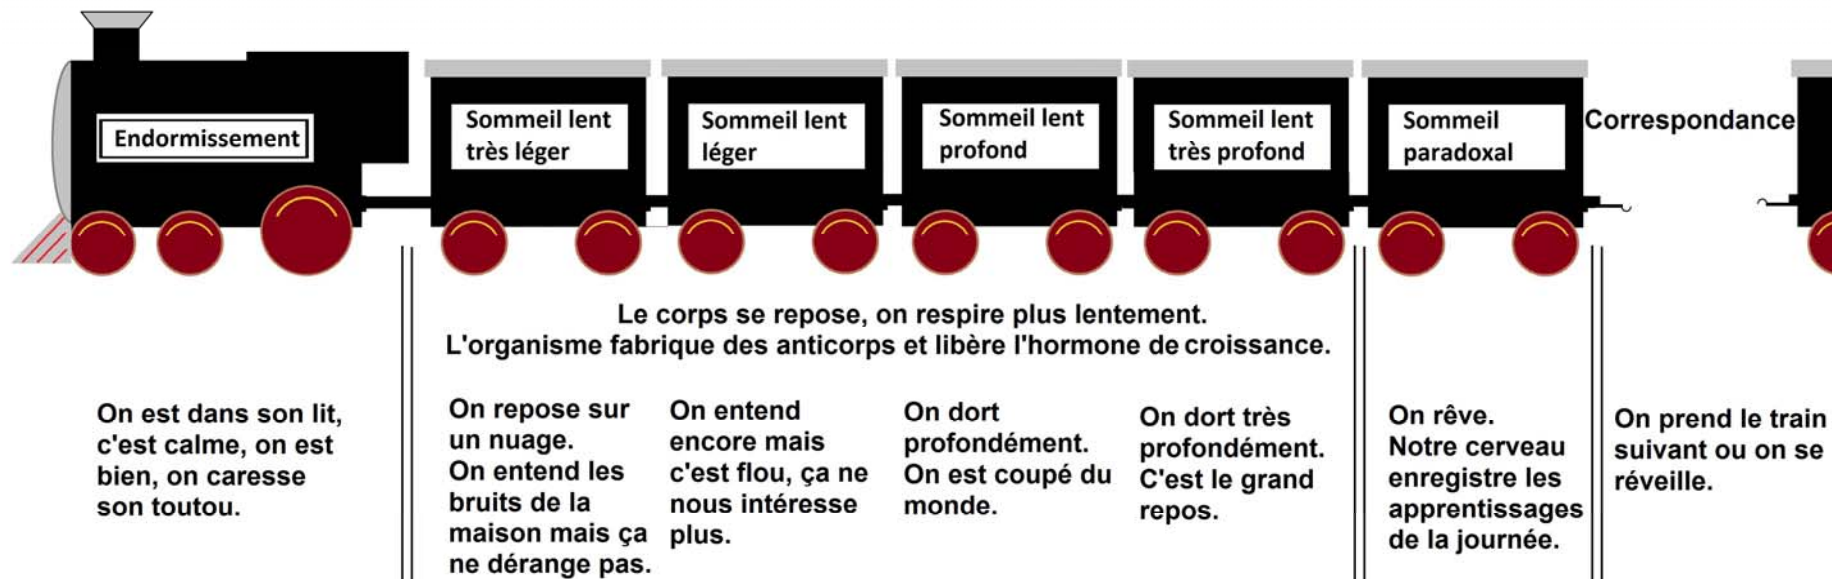 Endormissement
Sommeil lent
très léger
Sommeil lent
léger
Sommeil lent
profond
Sommeil lent
très profond
Sommeil
paradoxal
Correspondance
Le corps se repose, on respire plus lentement.
L'organisme fabrique des anticorps et libère l'hormone de croissance.
On est dans son lit,
c'est calme, on est
bien, on caresse
son toutou.
On repose sur
un nuage.
On entend les
bruits de la
maison mais ça
ne dérange pas.
On entend
encore mais
c'est flou, ça ne
nous intéresse
plus.
On dort
profondément.
On est coupé du
monde.
On dort très
profondément.
C'est le grand
repos.
On rêve.
Notre cerveau
enregistre les
apprentissages
de la journée.
On prend le train
suivant ou on se
réveille.